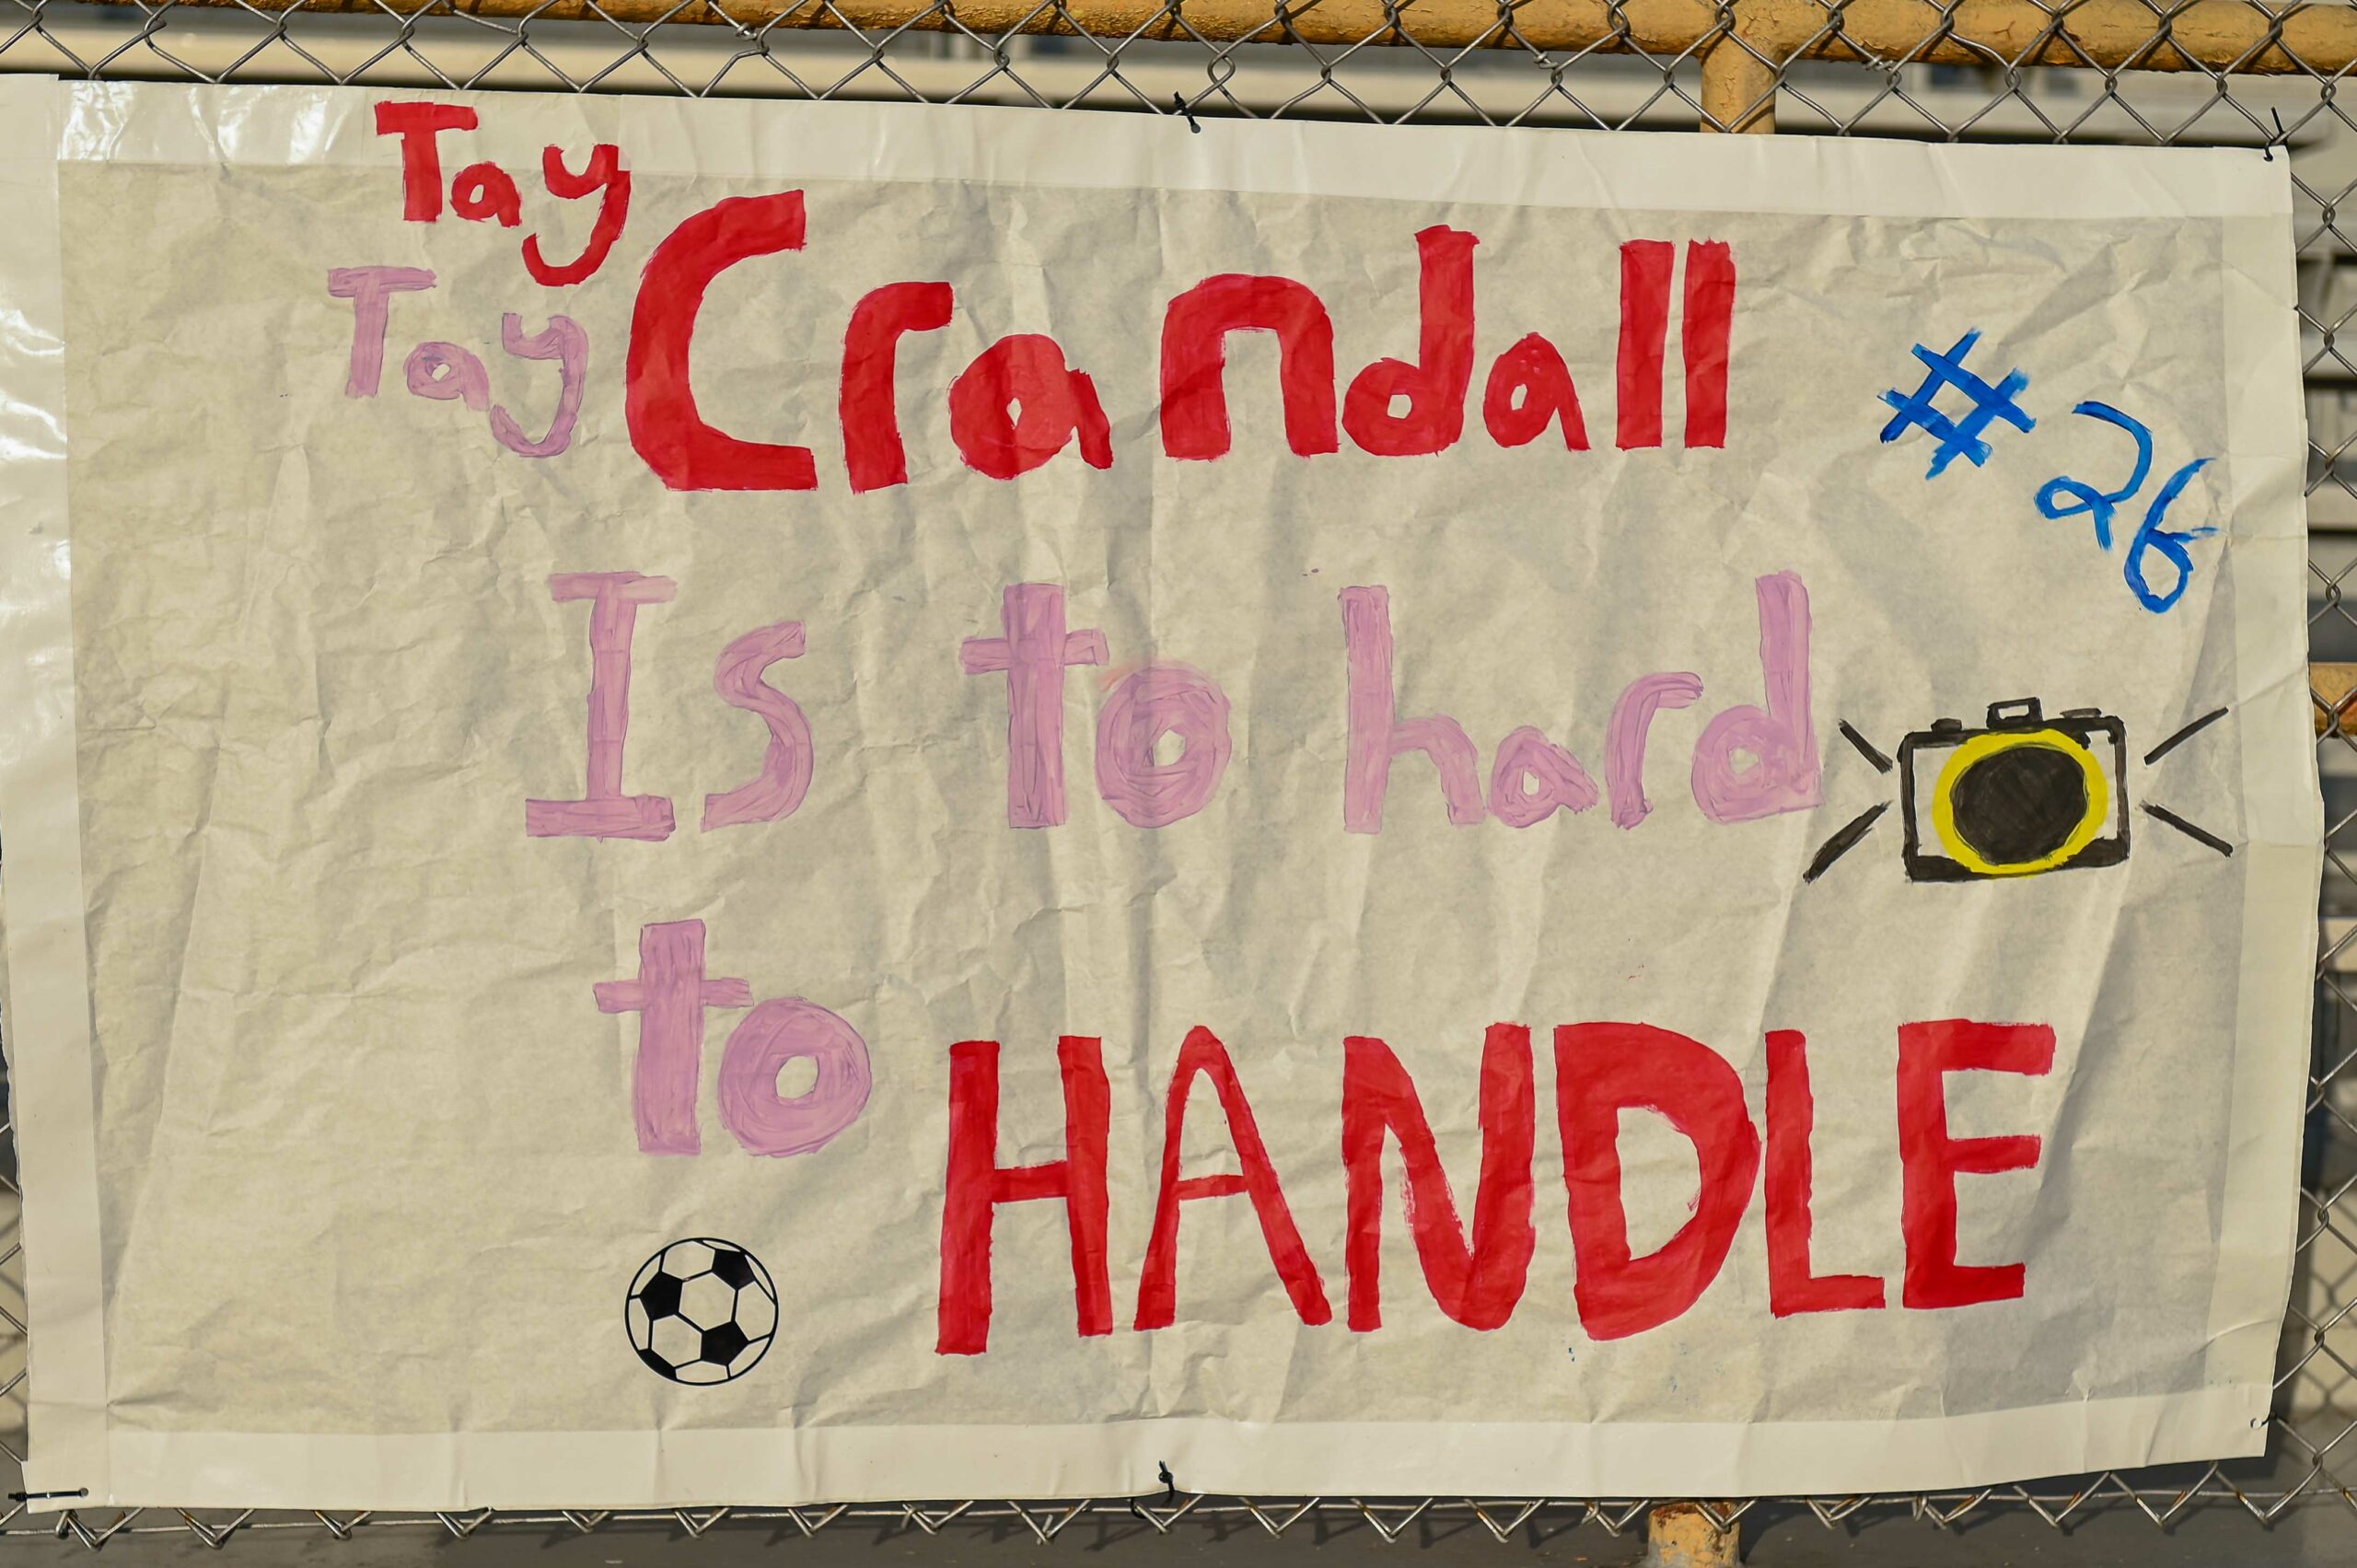 Tay
Tay Crandall
#26
Is to hard
to HANDLE